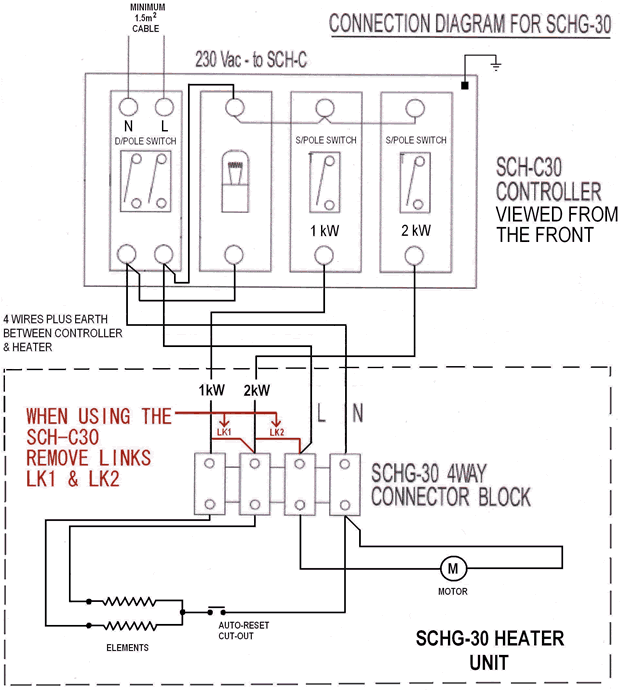 MINIMUM
1.5m²
CABLE
CONNECTION DIAGRAM FOR SCHG-30
230 Vac - to SCH-C
N L
D/POLE SWITCH
S/POLE SWITCH
S/POLE SWITCH
1 kW
2 kW
SCH-C30
CONTROLLER
VIEWED FROM
THE FRONT
4 WIRES PLUS EARTH
BETWEEN CONTROLLER
& HEATER
1kW
2kW
L
N
WHEN USING THE
SCH-C30
REMOVE LINKS
LK1 & LK2
LK1
LK2
SCHG-30 4WAY
CONNECTOR BLOCK
M
MOTOR
AUTO-RESET
CUT-OUT
ELEMENTS
SCHG-30 HEATER
UNIT